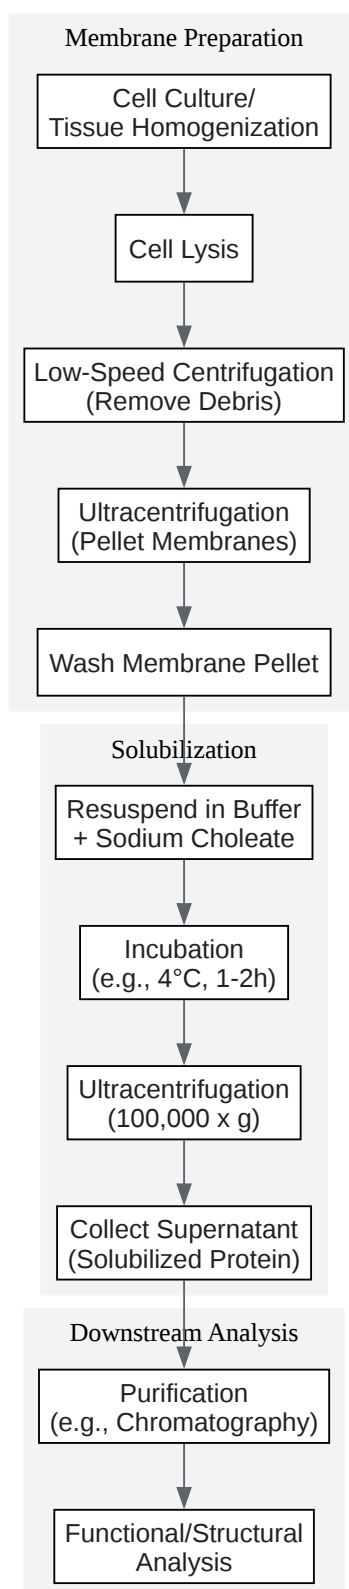 Membrane Preparation
Cell Culture/
Tissue Homogenization
Cell Lysis
Low-Speed Centrifugation
(Remove Debris)
Ultracentrifugation
(Pellet Membranes)
Wash Membrane Pellet
Solubilization
Resuspend in Buffer
+ Sodium Choleate
Incubation
(e.g., 4°C, 1-2h)
Ultracentrifugation
(100,000 x g)
Collect Supernatant
(Solubilized Protein)
Downstream Analysis
Purification
(e.g., Chromatography)
Functional/Structural
Analysis